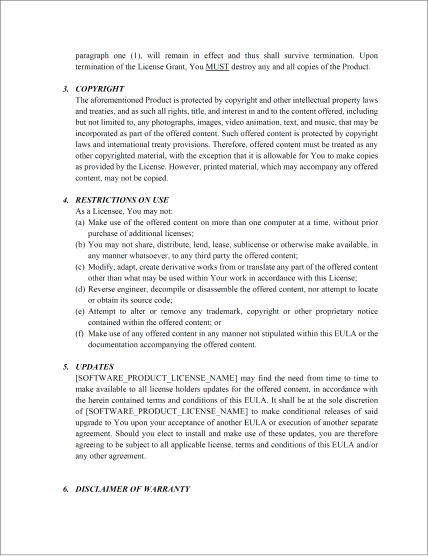 paragraph one (1), will remain in effect and thus shall survive termination. Upon
termination of the License Grant, You MUST destroy any and all copies of the Product.
3. COPYRIGHT
The aforementioned Product is protected by copyright and other intellectual property laws
and treaties, and as such all rights, title, and interest in and to the content offered, including
but not limited to, any photographs, images, video animation, text, and music, that may be
incorporated as part of the offered content. Such offered content is protected by copyright
laws and international treaty provisions. Therefore, offered content must be treated as any
other copyrighted material, with the exception that it is allowable for You to make copies
as provided by the License. However, printed material, which may accompany any offered
content, may not be copied.
4. RESTRICTIONS ON USE
As a Licensee, You may not:
(a) Make use of the offered content on more than one computer at a time, without prior
purchase of additional licenses;
(b) You may not share, distribute, lend, lease, sublicense or otherwise make available, in
any manner whatsoever, to any third party the offered content;
(c) Modify, adapt, create derivative works from or translate any part of the offered content
other than what may be used within Your work in accordance with this License;
(d) Reverse engineer, decompile or disassemble the offered content, nor attempt to locate
or obtain its source code;
(e) Attempt to alter or remove any trademark, copyright or other proprietary notice
contained within the offered content; or
(f) Make use of any offered content in any manner not stipulated within this EULA or the
documentation accompanying the offered content.
5. UPDATES
[SOFTWARE_PRODUCT_LICENSE_NAME] may find the need from time to time to
make available to all license holders updates for the offered content, in accordance with
the herein contained terms and conditions of this EULA. It shall be at the sole discretion
of [SOFTWARE_PRODUCT_LICENSE_NAME] to make conditional releases of said
upgrade to You upon your acceptance of another EULA or execution of another separate
agreement. Should you elect to install and make use of these updates, you are therefore
agreeing to be subject to all applicable license, terms and conditions of this EULA and/or
any other agreement.
6. DISCLAIMER OF WARRANTY